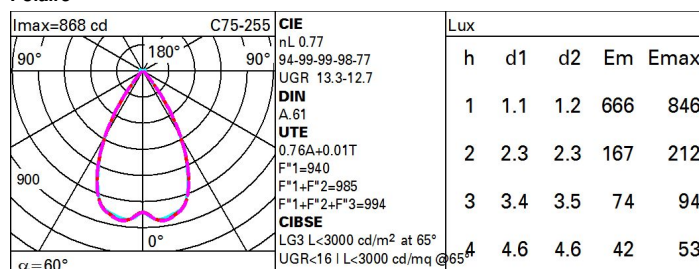 Imax=868 cd C75-255
90° 180° 90°
900
0°
α=60°
CIE
nL 0.77
94-99-99-98-77
UGR 13.3-12.7
DIN
A.61
UTE
0.76A+0.01T
F"1=940
F"1+F"2=985
F"1+F"2+F"3=994
CIBSE
LG3 L<3000 cd/m² at 65°
UGR<16 | L<3000 cd/mq @65°
Lux
h d1 d2 Em Emax
1 1.1 1.2 666 846
2 2.3 2.3 167 212
3 3.4 3.5 74 94
4 4.6 4.6 42 53